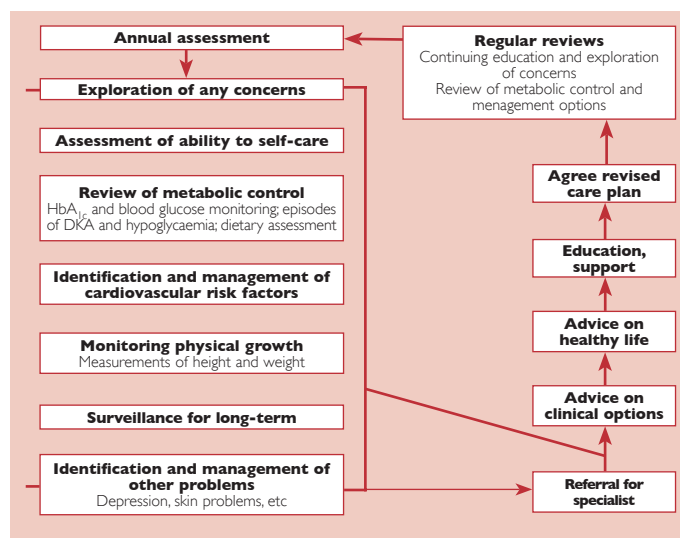 Annual assessment
Exploration of any concerns
Assessment of ability to self-care
Review of metabolic control
HbA1c and blood glucose monitoring; episodes
of DKA and hypoglycaemia; dietary assessment
Identification and management of
cardiovascular risk factors
Monitoring physical growth
Measurements of height and weight
Surveillance for long-term
Identification and management of
other problems
Depression, skin problems, etc
Regular reviews
Continuing education and exploration
of concerns
Review of metabolic control and
menagement options
Agree revised
care plan
Education,
support
Advice on
healthy life
Advice on
clinical options
Referral for
specialist